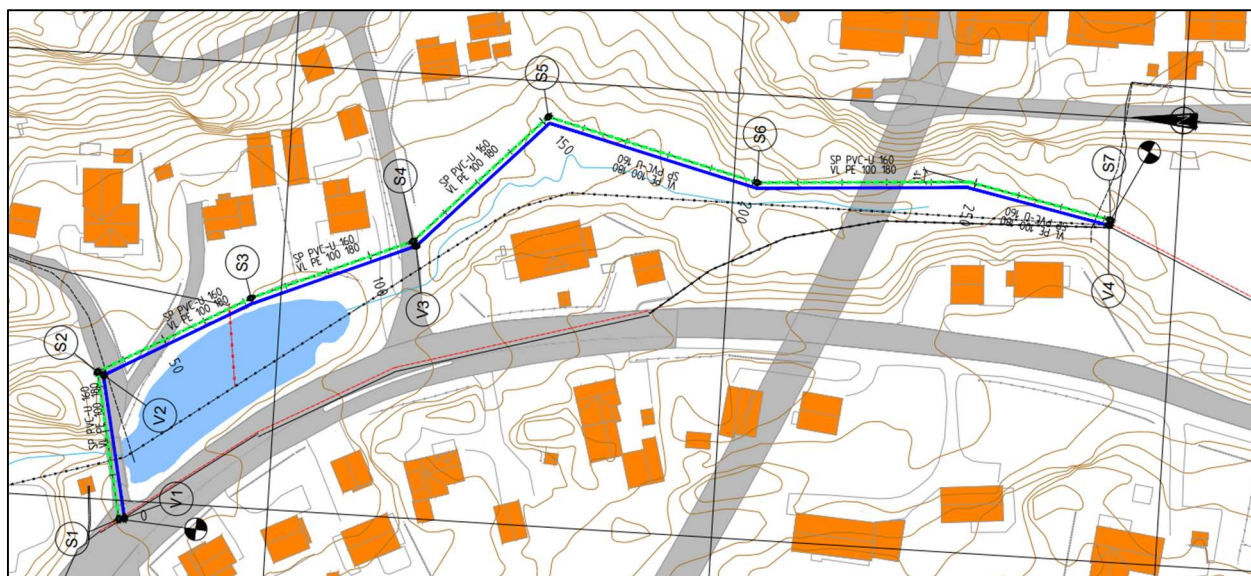 S5
S6
N
SP PVC-U 160
VL PE 100 180
150
VL PE 100 180
SP PVC-U 160
SP PVC-U 160
VL PE 100 180
14
S7
S4
200
250
VL PE 100 180
SP PVC-U 160
S3
SP PVC-U 160
VL PE 100 180
100
V3
V4
SP PVC-U 160
VL PE 100 180
S2
50
V2
VL PE 100 180
SP PVC-U 160
V1
S1
0